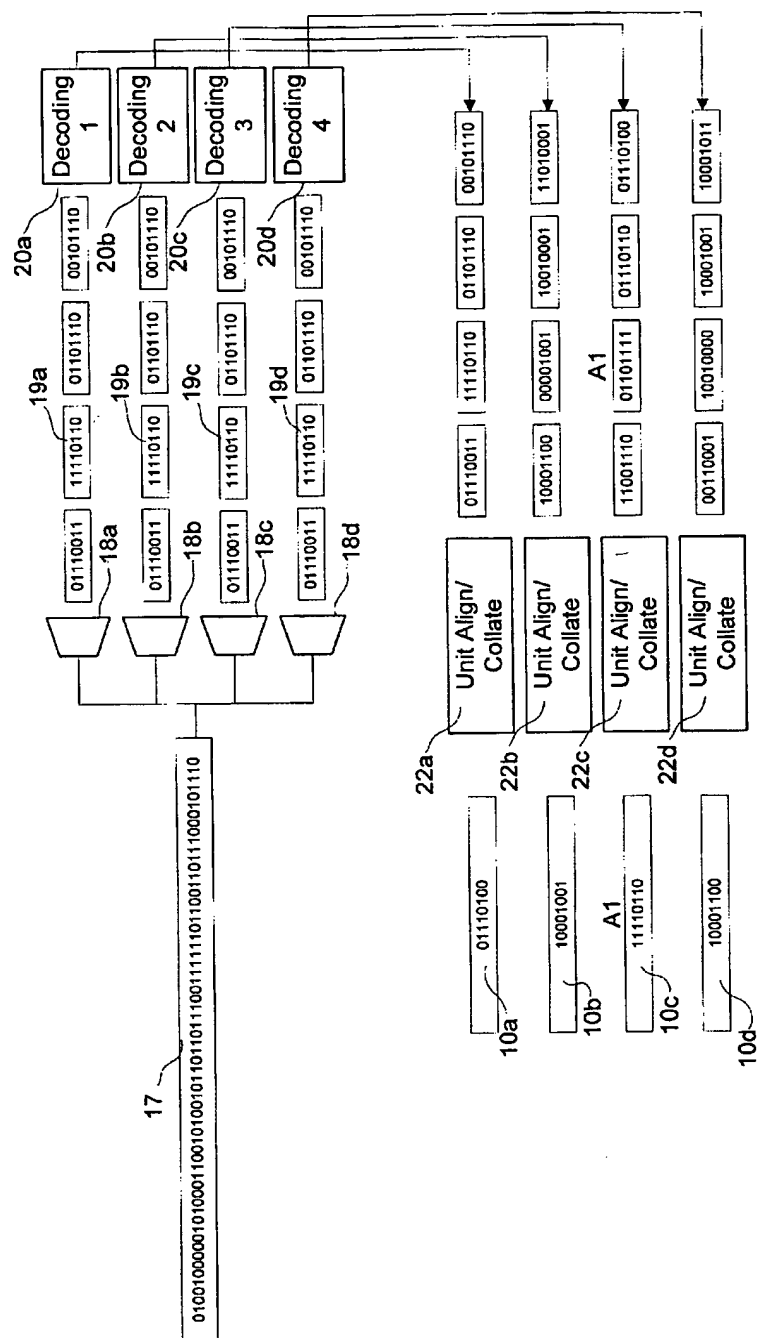 17
0100100000101000110010100101101101110011111101100110111000101110
18a
01110011
19a
11110110
01101110
00101110
20a
Decoding
1
18b
01110011
19b
11110110
01101110
00101110
20b
Decoding
2
18c
01110011
19c
11110110
01101110
00101110
20c
Decoding
3
18d
01110011
19d
11110110
01101110
00101110
20d
Decoding
4
10a
01110100
22a
Unit Align/
Collate
01110011
11110110
01101110
00101110
10b
10001001
22b
Unit Align/
Collate
10001100
00001001
10010001
11010001
A1
10c
11110110
22c
Unit Align/
Collate
11001110
A1
01101111
01110110
01110100
10d
10001100
22d
Unit Align/
Collate
00110001
10010000
10001001
10001011